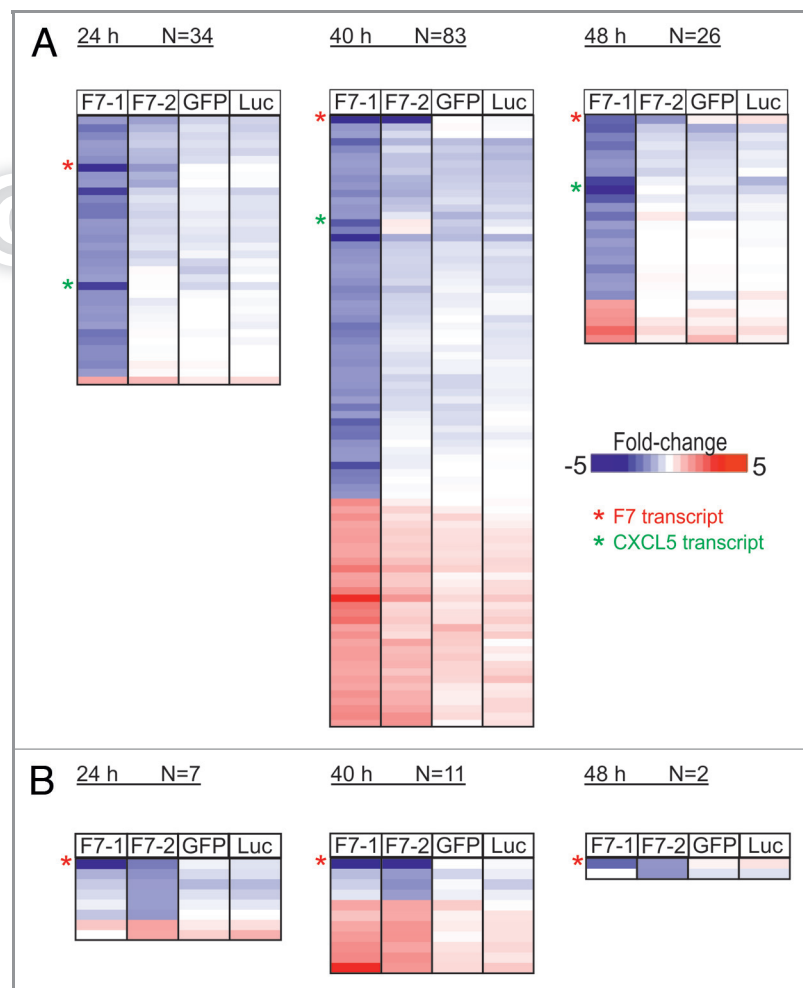 A
24 h N=34
40 h N=83
48 h N=26
F7-1 F7-2 GFP Luc
F7-1 F7-2 GFP Luc
F7-1 F7-2 GFP Luc
*
*
*
*
*
*
Fold-change
-5 5
* F7 transcript
* CXCL5 transcript
B
24 h N=7
40 h N=11
48 h N=2
F7-1 F7-2 GFP Luc
F7-1 F7-2 GFP Luc
F7-1 F7-2 GFP Luc
*
*
*